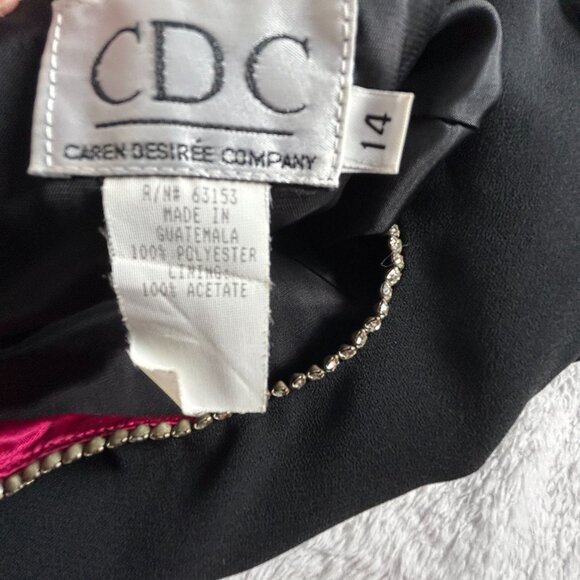 CDC
CAREN DESIRÉE COMPANY
14
R/N# 63153
MADE IN
GUATEMALA
100% POLYESTER
LINING:
100% ACETATE